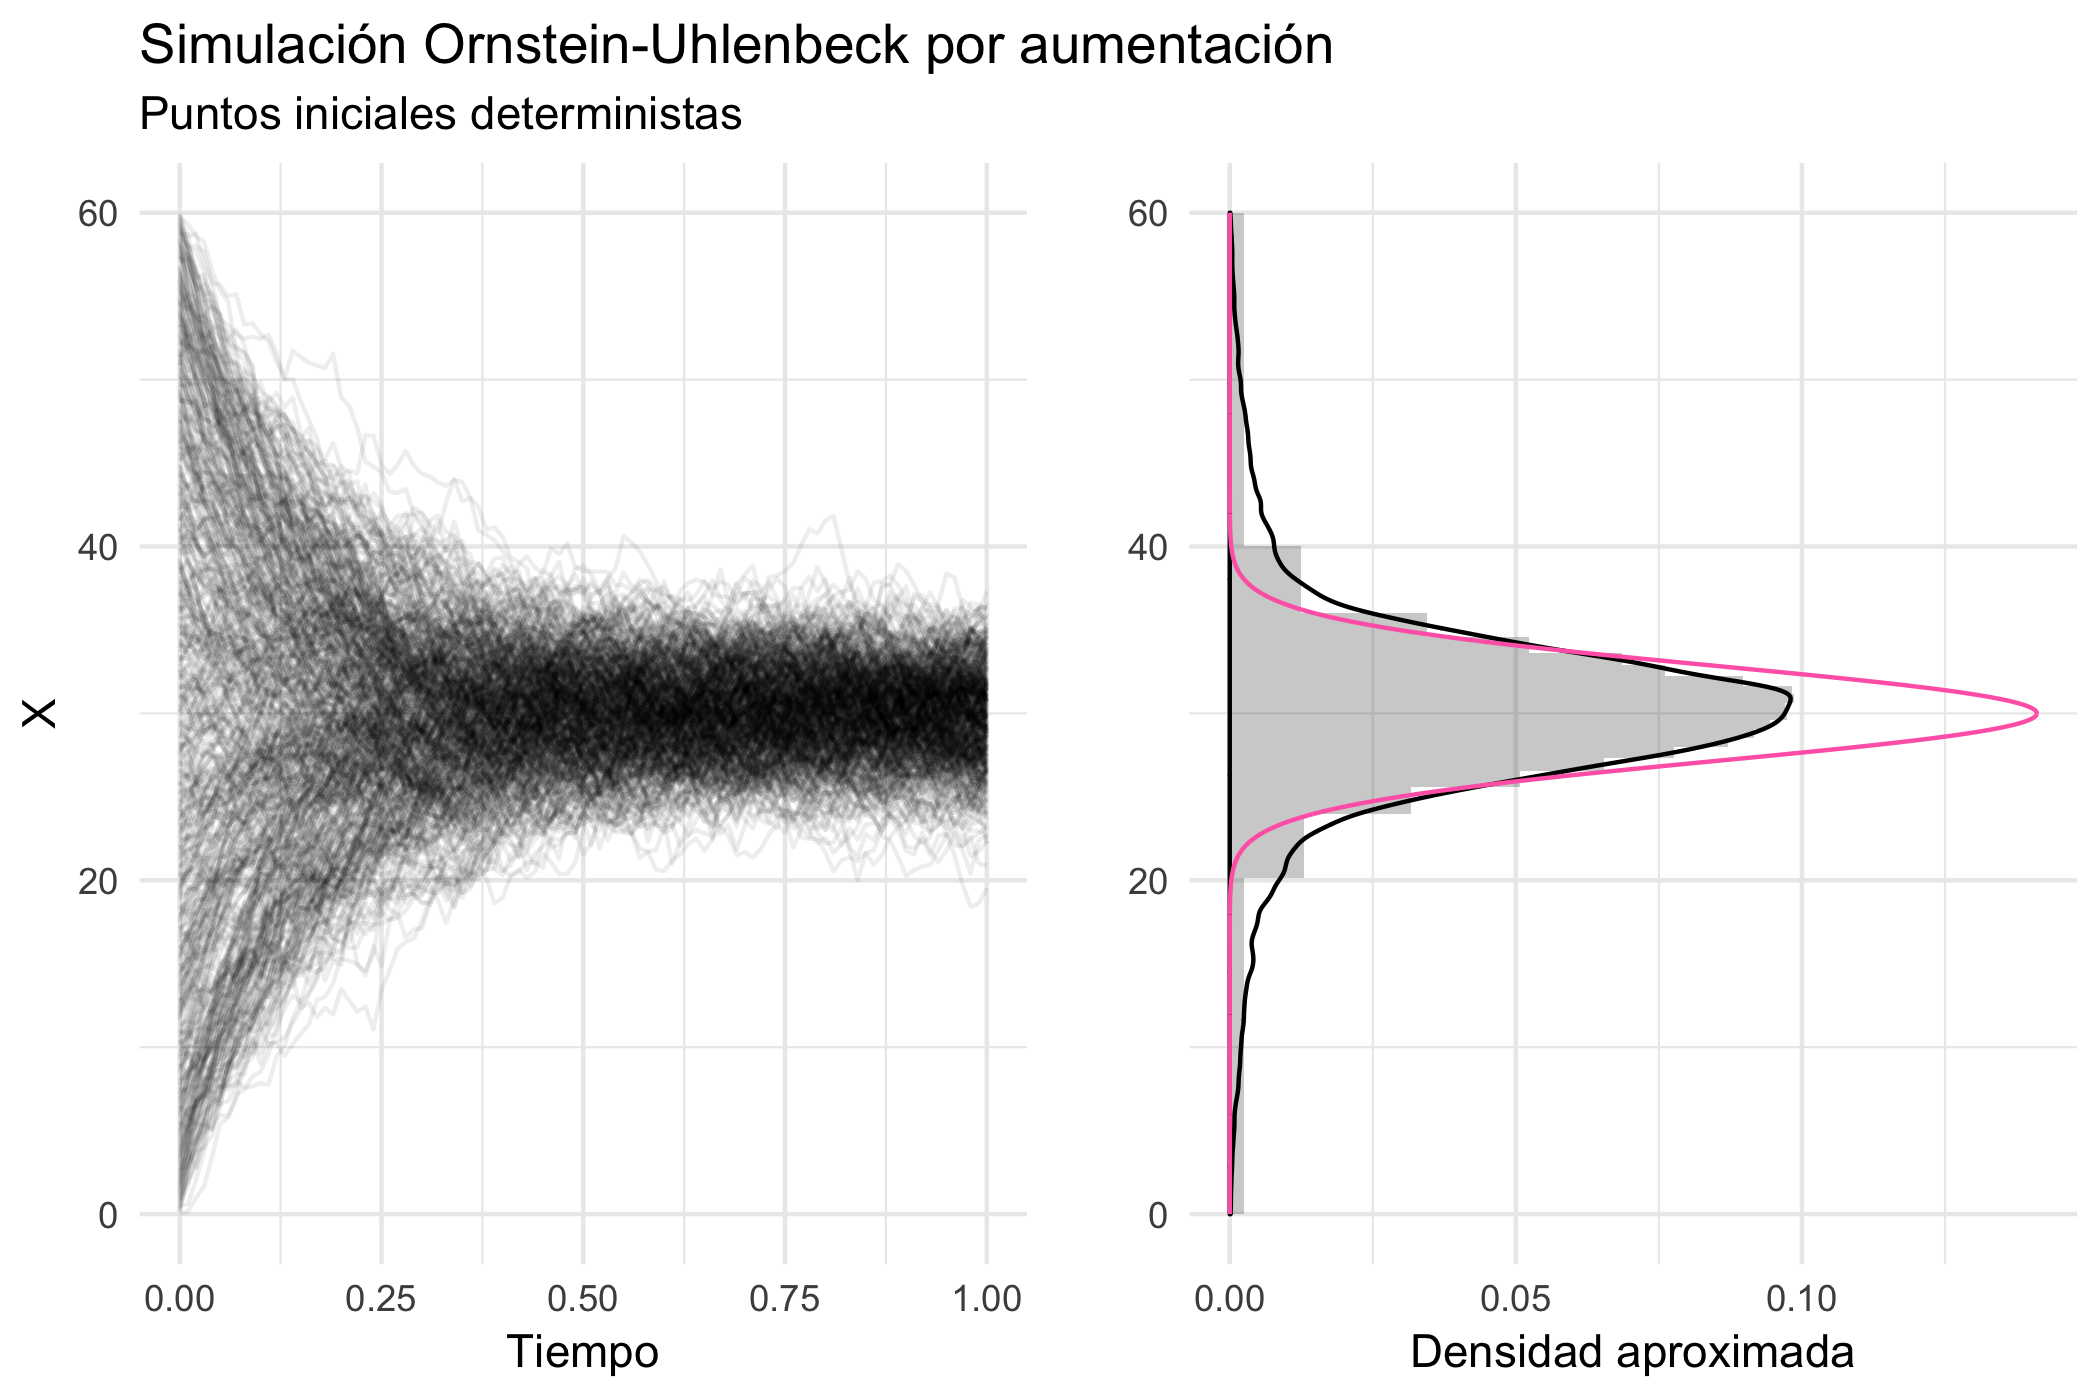 Simulación Ornstein-Uhlenbeck por aumentación
Puntos iniciales deterministas
X
60
40
20
0
0.00 0.25 0.50 0.75 1.00
Tiempo
60
40
20
0
0.00 0.05 0.10
Densidad aproximada